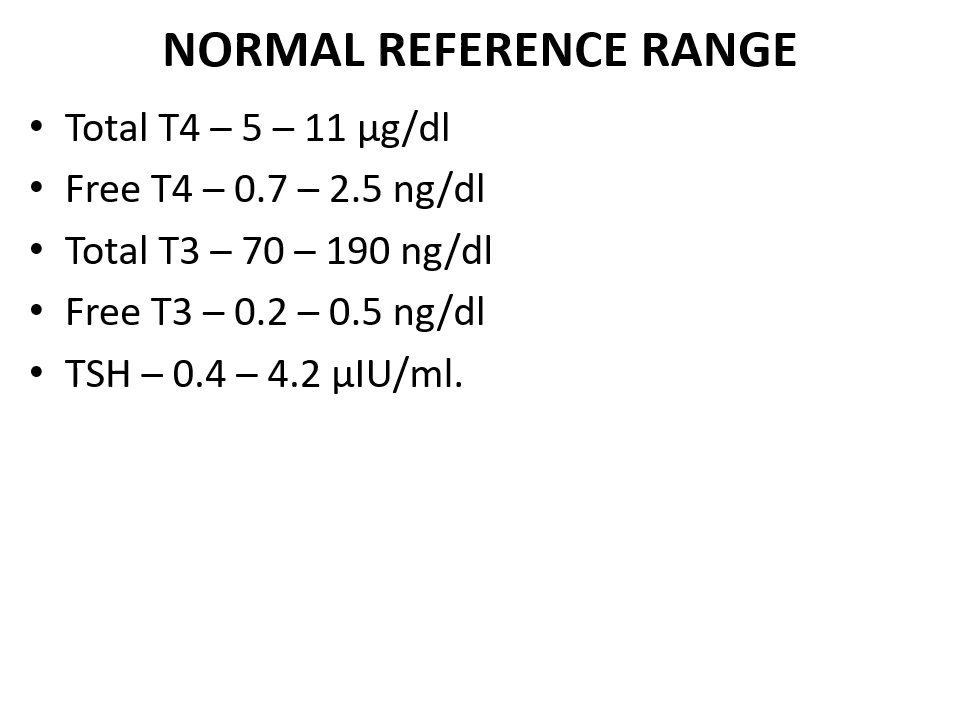 NORMAL REFERENCE RANGE
• Total T4 – 5 – 11 µg/dl
• Free T4 – 0.7 – 2.5 ng/dl
• Total T3 – 70 – 190 ng/dl
• Free T3 – 0.2 – 0.5 ng/dl
• TSH – 0.4 – 4.2 µIU/ml.